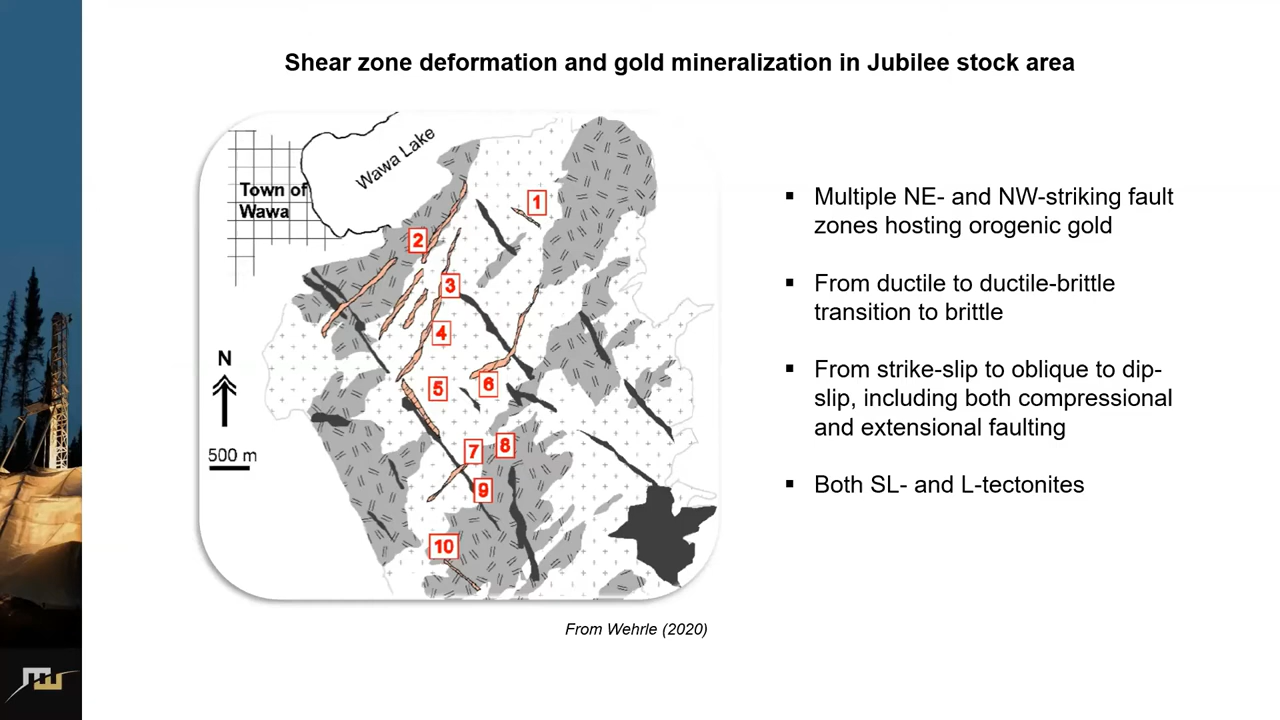 Shear zone deformation and gold mineralization in Jubilee stock area
Wawa Lake
Town of
Wawa
1
2
3
4
5
6
7
8
9
10
N
500 m
From Wehrle (2020)
▪ Multiple NE- and NW-striking fault
zones hosting orogenic gold
▪ From ductile to ductile-brittle
transition to brittle
▪ From strike-slip to oblique to dip-
slip, including both compressional
and extensional faulting
▪ Both SL- and L-tectonites